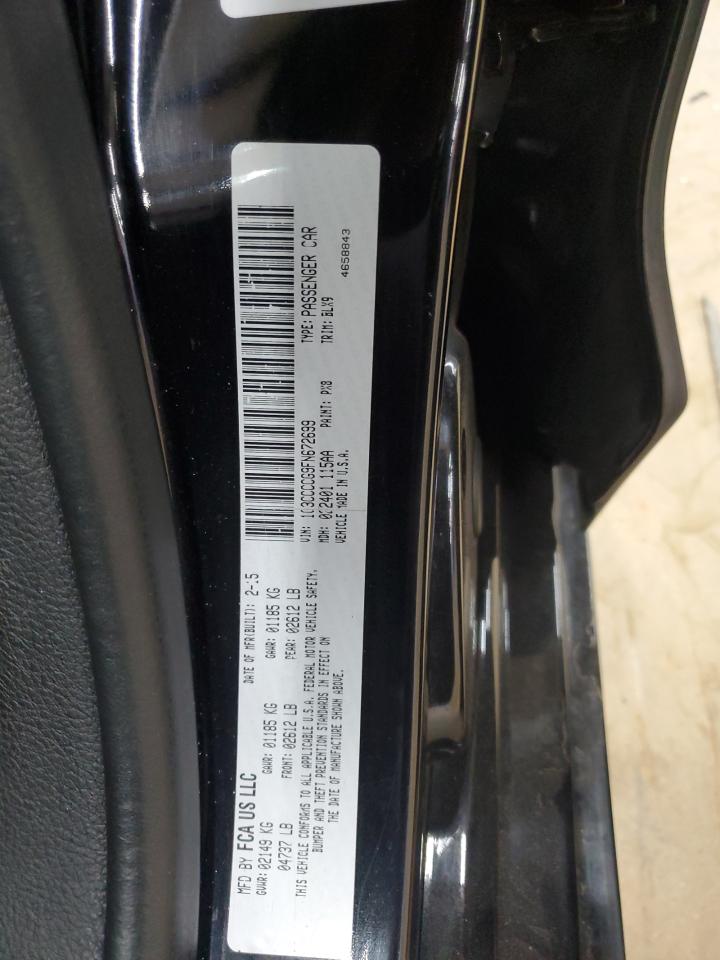 MFD BY FCA US LLC
DATE OF MFR(BUILT): 2-15
GVWR: 02149 KG
GAWR: 01185 KG
GAWR: 01185 KG
04737 LB
FRONT: 02612 LB
REAR: 02612 LB
THIS VEHICLE CONFORMS TO ALL APPLICABLE U.S.A. FEDERAL MOTOR VEHICLE SAFETY,
BUMPER AND THEFT PREVENTION STANDARDS IN EFFECT ON
THE DATE OF MANUFACTURE SHOWN ABOVE.
VIN: 1C3CCCCG9FN672699
TYPE: PASSENGER CAR
MDH: 022401 115AA
PAINT: PX8
TRIM: BLX9
VEHICLE MADE IN U.S.A.
4658843